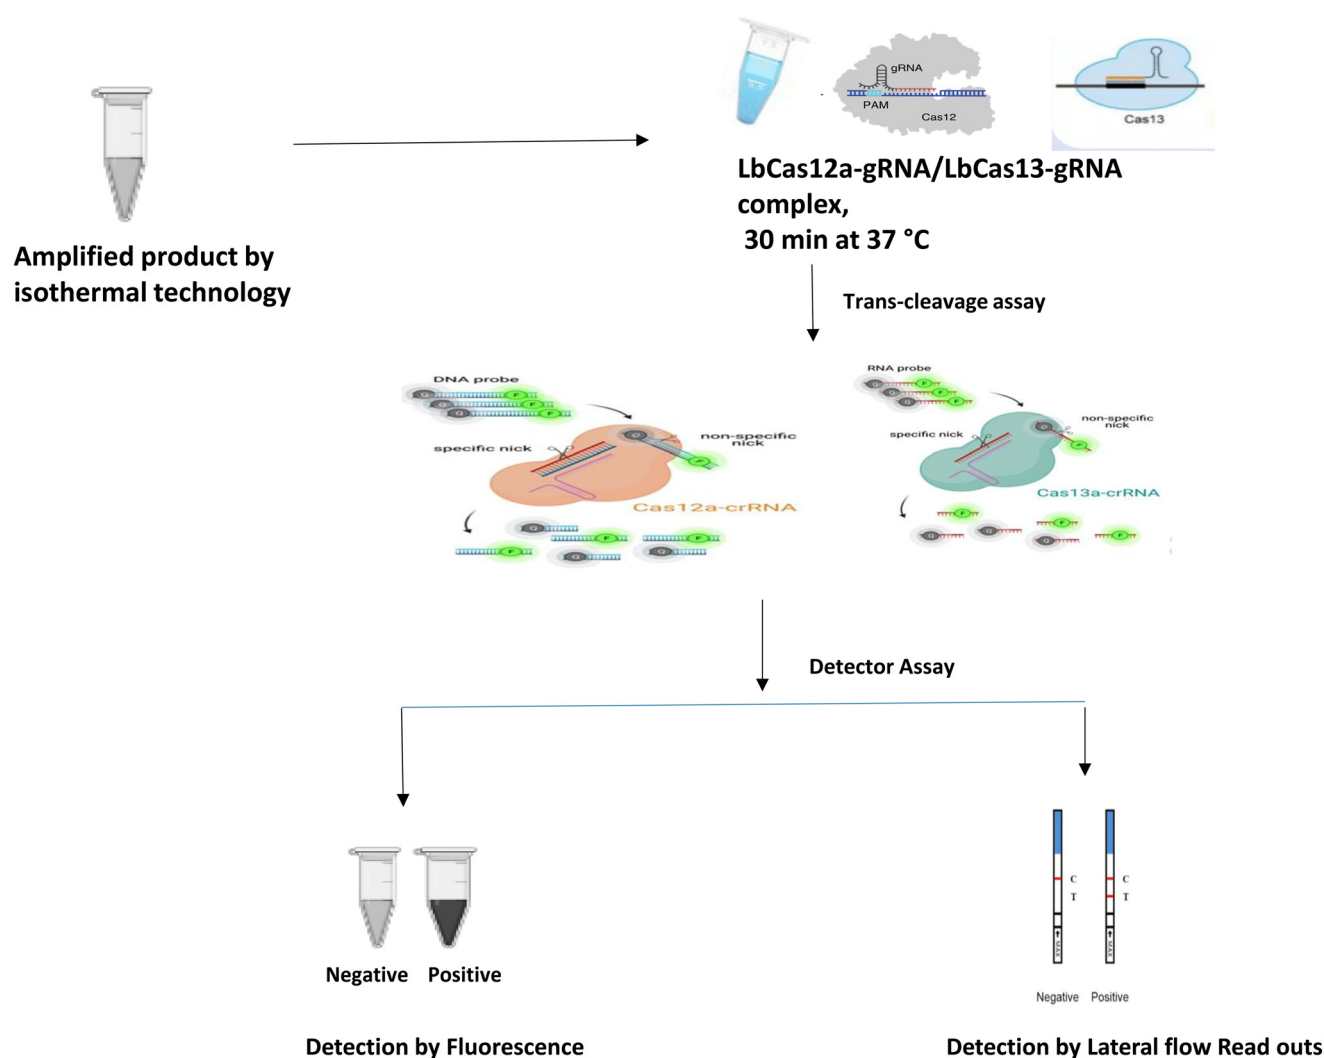 gRNA
PAM
Cas12
Cas13
LbCas12a-gRNA/LbCas13-gRNA
complex,
30 min at 37 °C
Amplified product by
isothermal technology
Trans-cleavage assay
DNA probe
Q F
Q F
Q F
specific nick
Q
non-specific
nick
F
Cas12a-crRNA
Q
F
F
F
Q
Q
RNA probe
Q F
Q F
Q F
specific nick
Q
non-specific
nick
F
Cas13a-crRNA
F
Q
Q
F
Q
F
Detector Assay
Negative Positive
Detection by Fluorescence
C
T
MAX
C
T
MAX
Negative Positive
Detection by Lateral flow Read outs